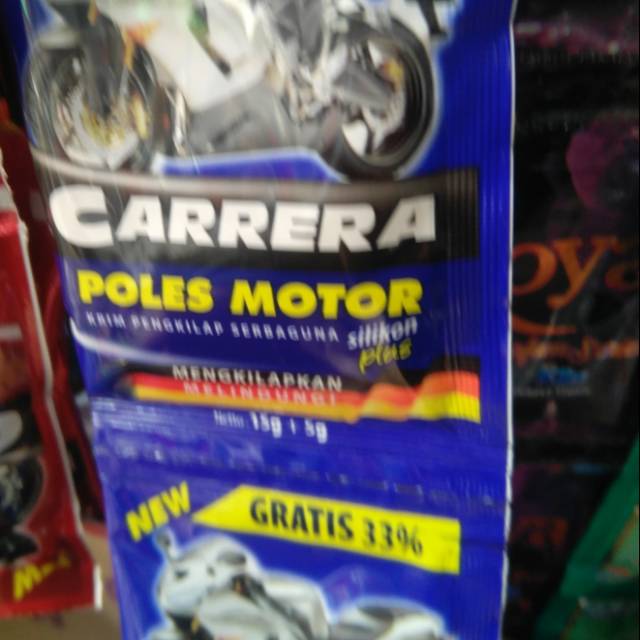 CARRERA
POLES MOTOR
KRIM PENGKILAP SERBAGUNA
silikon
plus
MENGKILAPKAN
MELINDUNGI
Netto 15g + 5g
NEW
GRATIS 33%